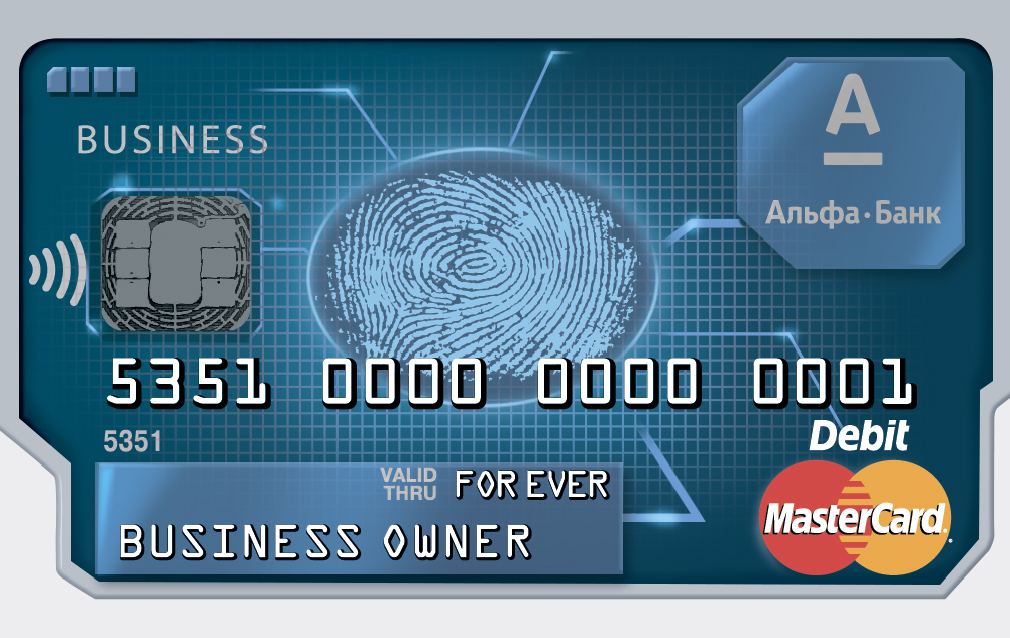 BUSINESS
А
Альфа·Банк
5351 0000 0000 0001
5351
Debit
VALID THRU FOR EVER
BUSINESS OWNER
MasterCard.